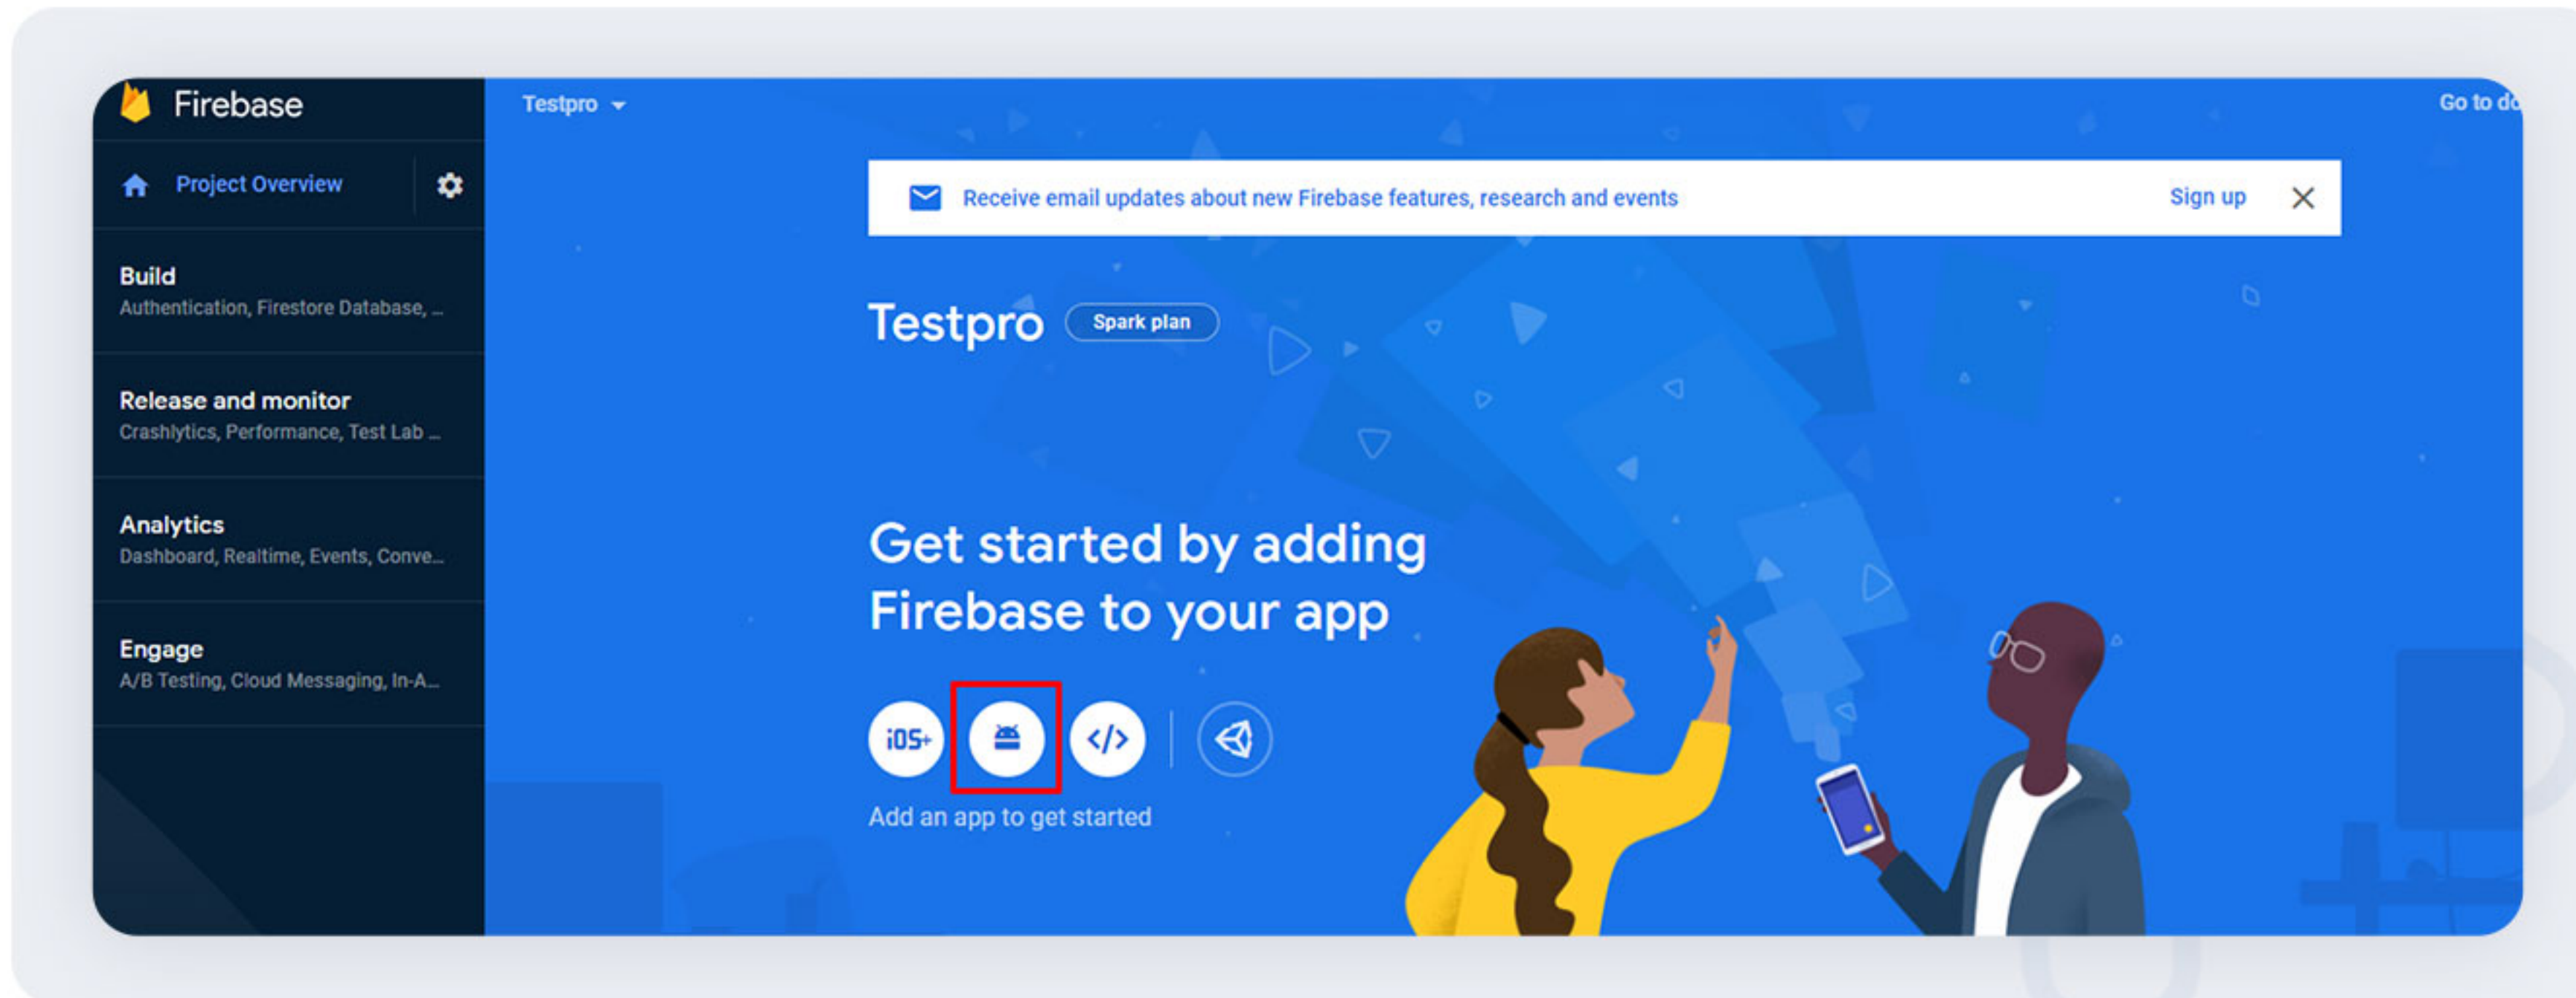 Firebase
Testpro
Go to do
Project Overview
Receive email updates about new Firebase features, research and events
Sign up
Build
Authentication, Firestore Database, ...
Testpro
Spark plan
Release and monitor
Crashlytics, Performance, Test Lab ...
Analytics
Dashboard, Realtime, Events, Conve...
Get started by adding
Firebase to your app
Engage
A/B Testing, Cloud Messaging, In-A...
iOS+
</>
Add an app to get started